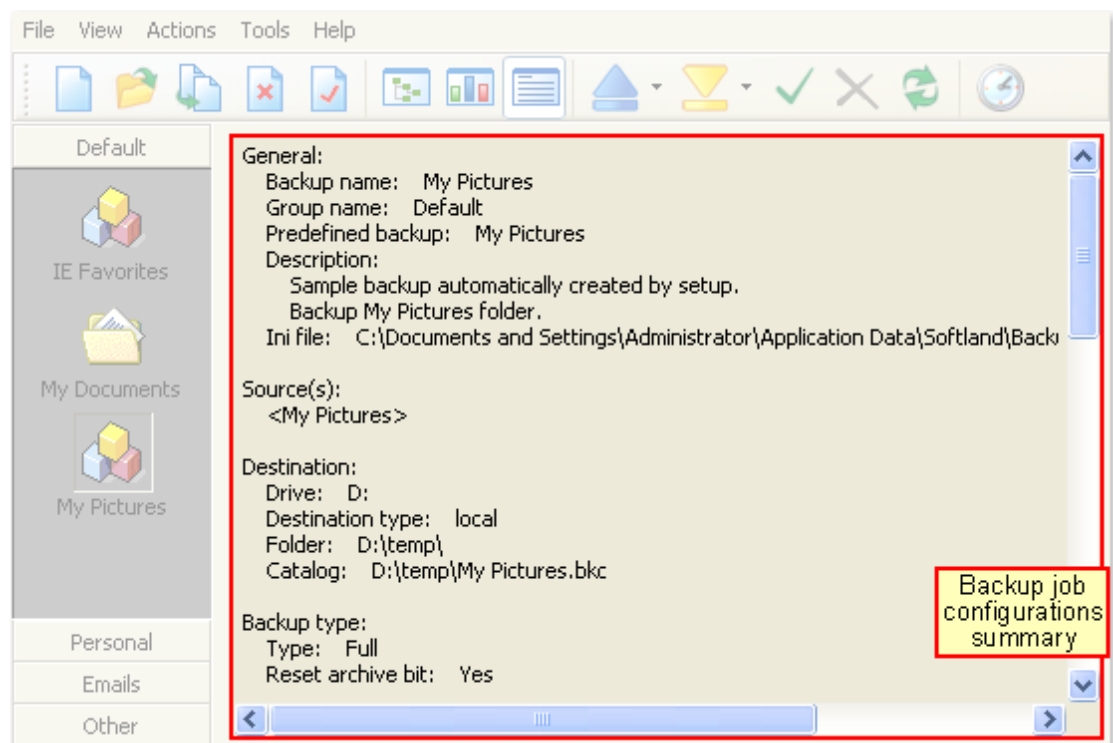 File View Actions Tools Help
Default
IE Favorites
My Documents
My Pictures
Personal
Emails
Other
General:
Backup name: My Pictures
Group name: Default
Predefined backup: My Pictures
Description:
Sample backup automatically created by setup.
Backup My Pictures folder.
Ini file: C:\Documents and Settings\Administrator\Application Data\Softland\Back
Source(s):
<My Pictures>
Destination:
Drive: D:
Destination type: local
Folder: D:\temp\
Catalog: D:\temp\My Pictures.bkc
Backup type:
Type: Full
Reset archive bit: Yes
Backup job
configurations
summary